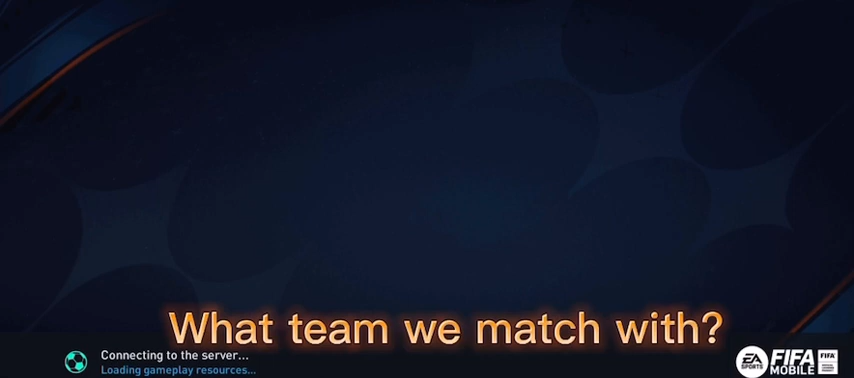 What team we match with?
Connecting to the server...
Loading gameplay resources...
EA SPORTS
FIFA MOBILE
FIFA